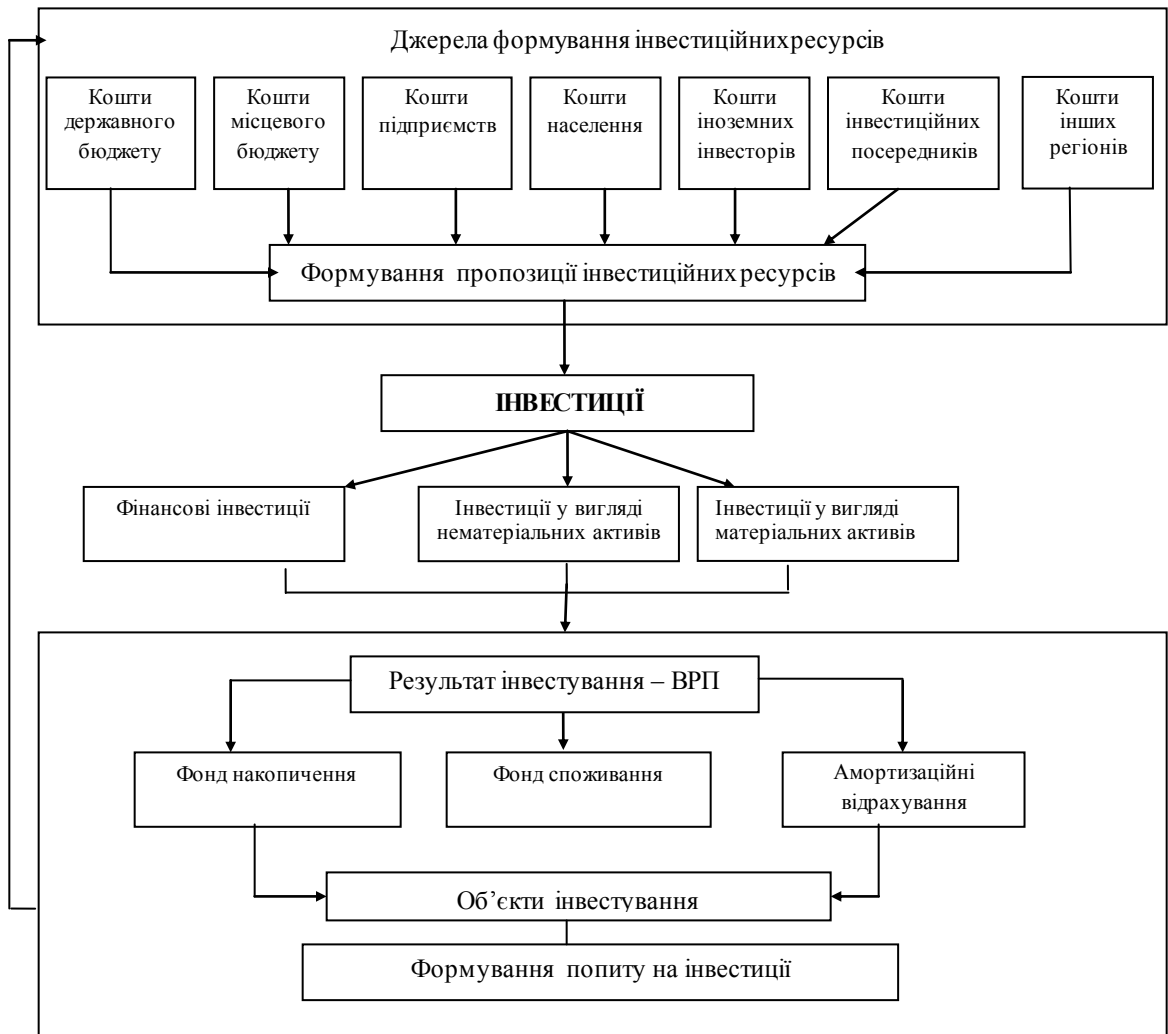 Джерела формування інвестиційних ресурсів
Кошти
державного
бюджету
Кошти
місцевого
бюджету
Кошти
підприємств
Кошти
населення
Кошти
іноземних
інвесторів
Кошти
інвестиційних
посередників
Кошти
інших
регіонів
Формування пропозиції інвестиційних ресурсів
ІНВЕСТИЦІЇ
Фінансові інвестиції
Інвестиції у вигляді
нематеріальних активів
Інвестиції у вигляді
матеріальних активів
Результат інвестування – ВРП
Фонд накопичення
Фонд споживання
Амортизаційні
відрахування
Об’єкти інвестування
Формування попиту на інвестиції